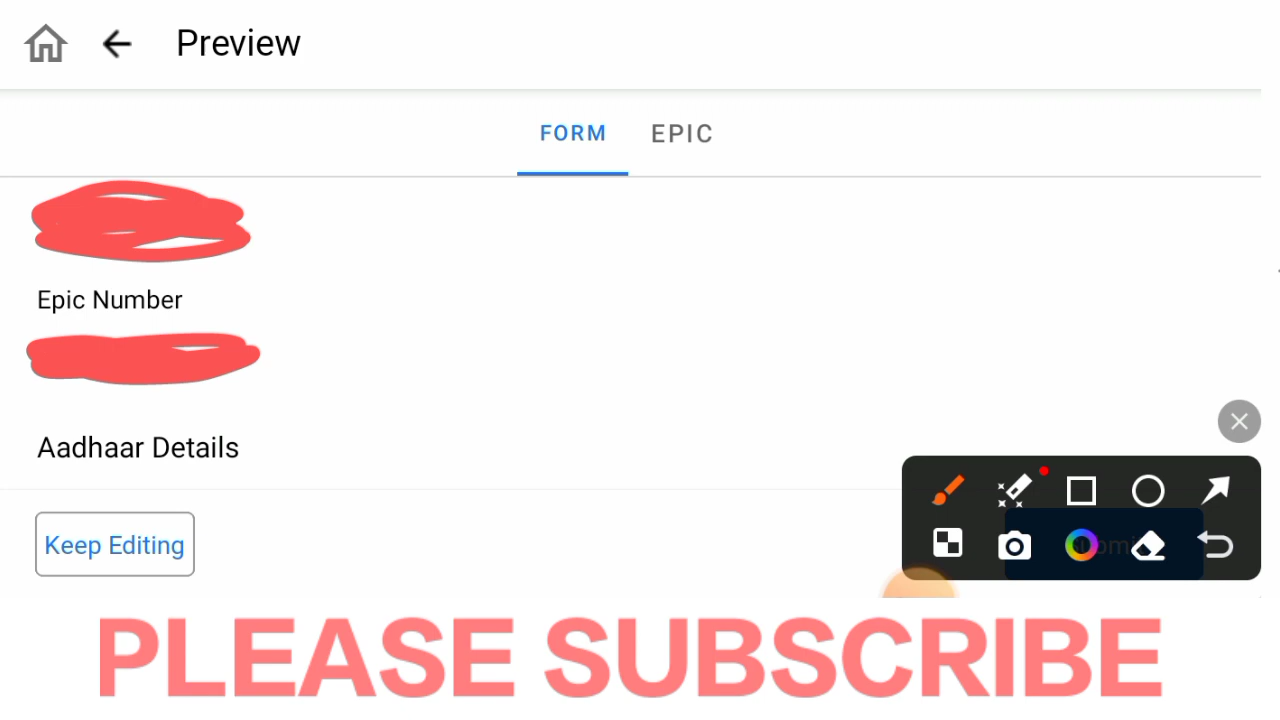 Preview
FORM EPIC
Epic Number
Aadhaar Details
Keep Editing
PLEASE SUBSCRIBE